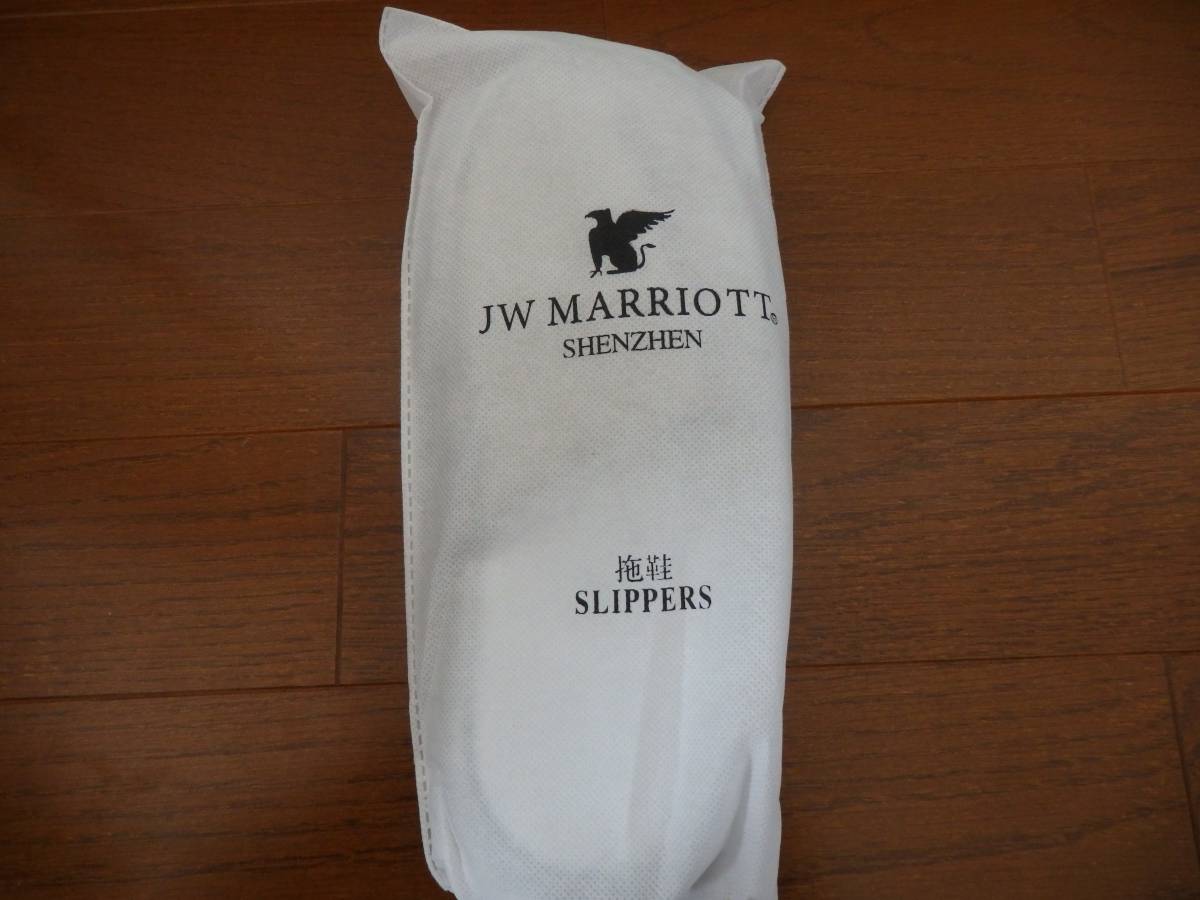 JW MARRIOTT®
SHENZHEN
拖鞋
SLIPPERS